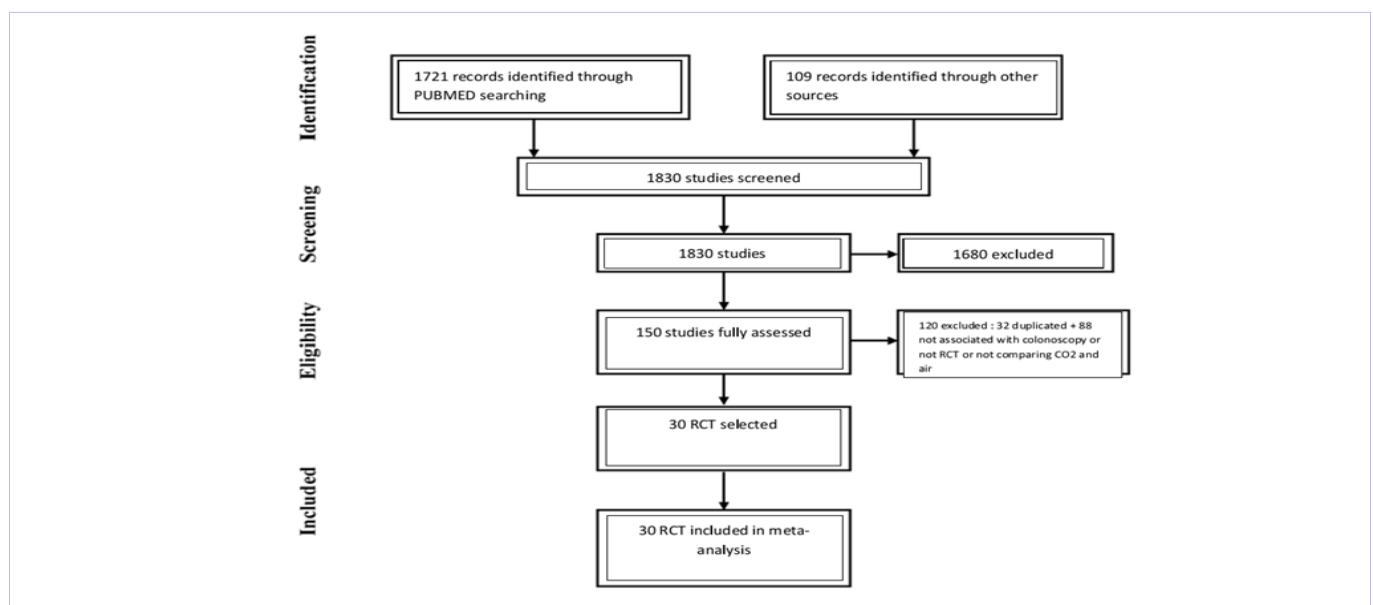 Identification
1721 records identified through
PUBMED searching
109 records identified through other
sources
1830 studies screened
Screening
1830 studies
1680 excluded
Eligibility
150 studies fully assessed
120 excluded : 32 duplicated + 88
not associated with colonoscopy or
not RCT or not comparing CO2 and
air
30 RCT selected
Included
30 RCT included in meta-
analysis